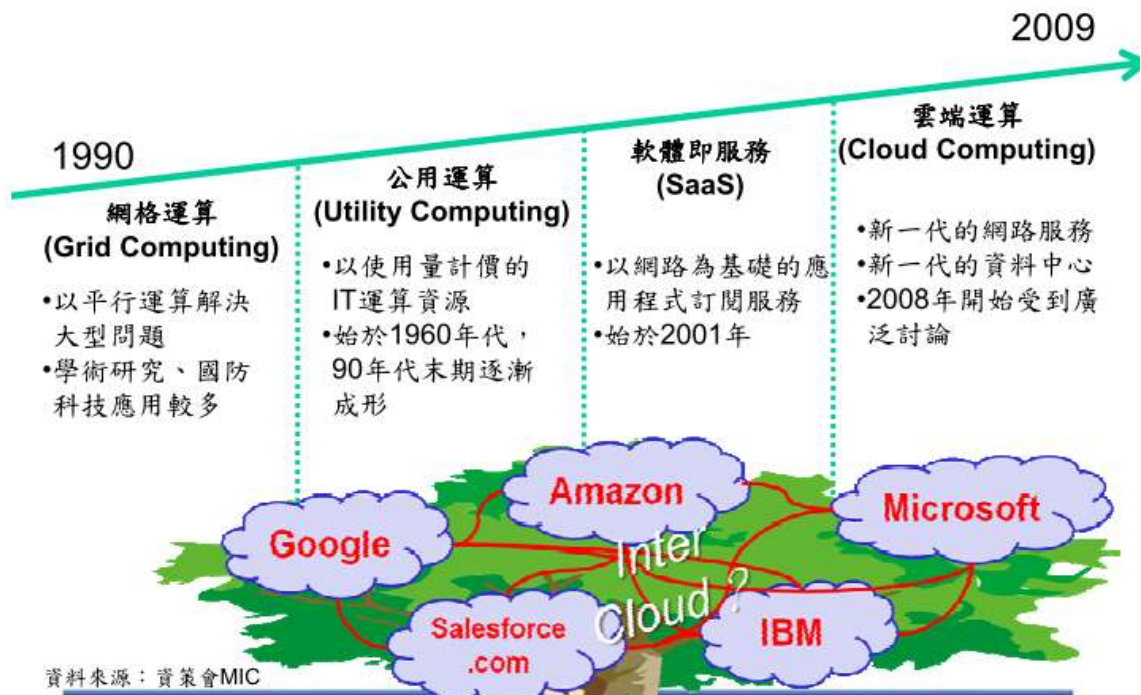 2009
1990
網格運算
(Grid Computing)
•以平行運算解決
大型問題
•學術研究、國防
科技應用較多
公用運算
(Utility Computing)
•以使用量計價的
IT運算資源
•始於1960年代，
90年代末期逐漸
成形
軟體即服務
(SaaS)
•以網路為基礎的應
用程式訂閱服務
•始於2001年
雲端運算
(Cloud Computing)
•新一代的網路服務
•新一代的資料中心
•2008年開始受到廣
泛討論
Amazon
Microsoft
Google
Inter
Cloud？
Salesforce
.com
IBM
資料來源：資策會MIC